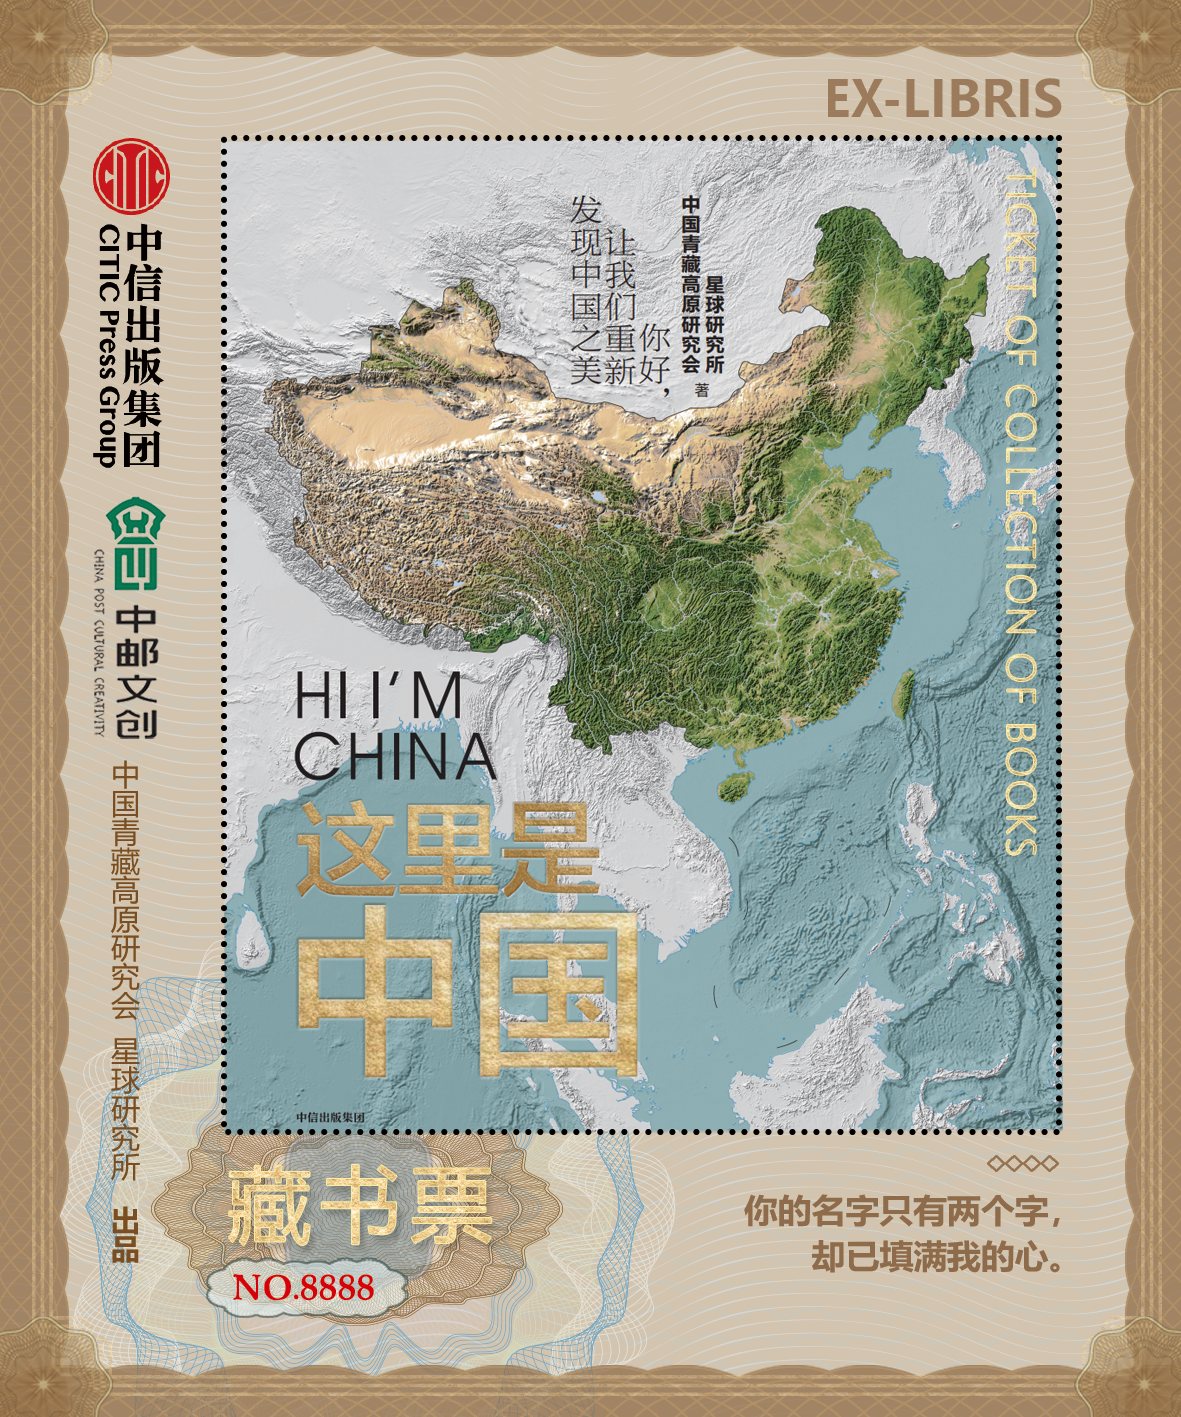 EX-LIBRIS
中信出版集团
CITIC Press Group
CHINA POST CULTURAL CREATIVITY
中邮文创
中国青藏高原研究会 星球研究所 出品
TICKET OF COLLECTION OF BOOKS
星球研究所
中国青藏高原研究会
著
你好，
让我们重新
发现中国之美
HI I'M
CHINA
这里是
中国
中信出版集团
藏书票
NO.8888
你的名字只有两个字，
却已填满我的心。